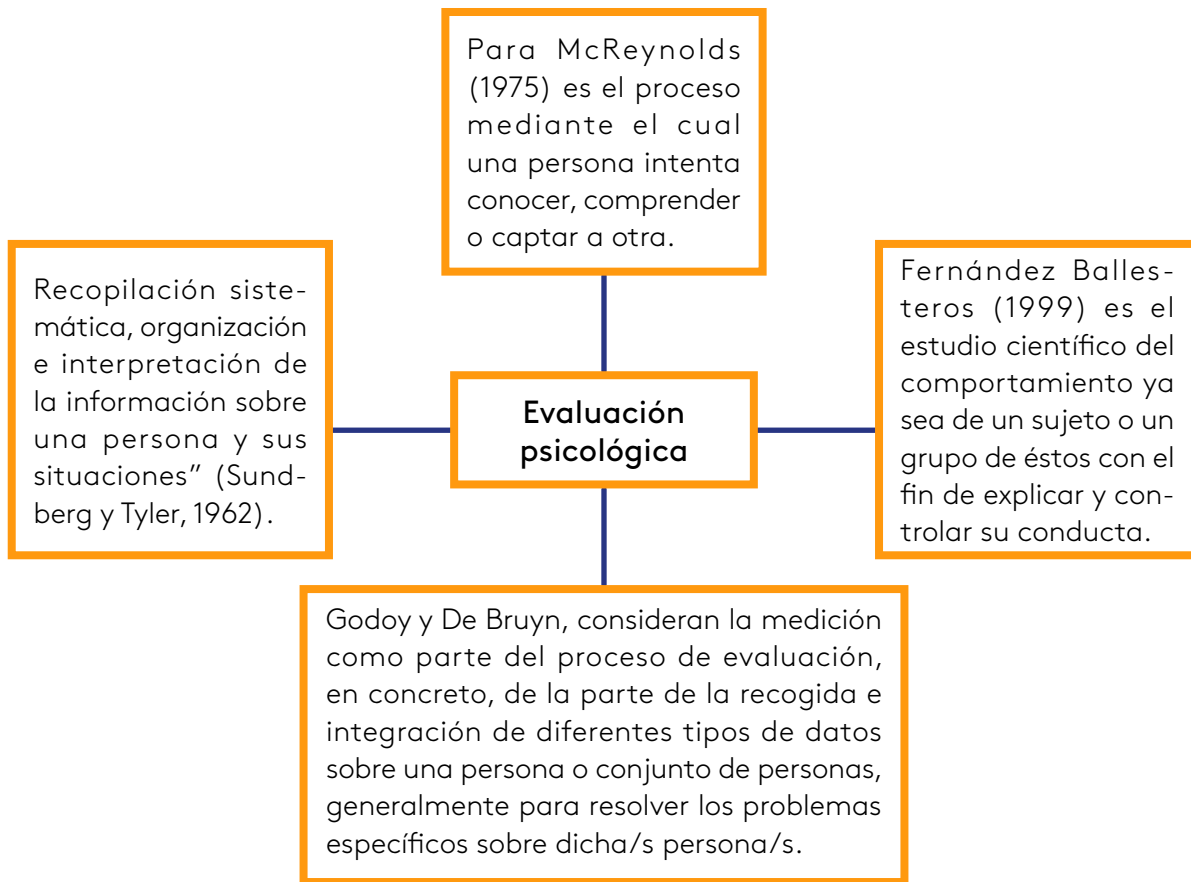 Para McReynolds
(1975) es el proceso
mediante el cual
una persona intenta
conocer, comprender
o captar a otra.
Recopilación siste-
mática, organización
e interpretación de
la información sobre
una persona y sus
situaciones” (Sund-
berg y Tyler, 1962).
Evaluación
psicológica
Fernández Balles-
teros (1999) es el
estudio científico del
comportamiento ya
sea de un sujeto o un
grupo de éstos con el
fin de explicar y con-
trolar su conducta.
Godoy y De Bruyn, consideran la medición
como parte del proceso de evaluación,
en concreto, de la parte de la recogida e
integración de diferentes tipos de datos
sobre una persona o conjunto de personas,
generalmente para resolver los problemas
específicos sobre dicha/s persona/s.